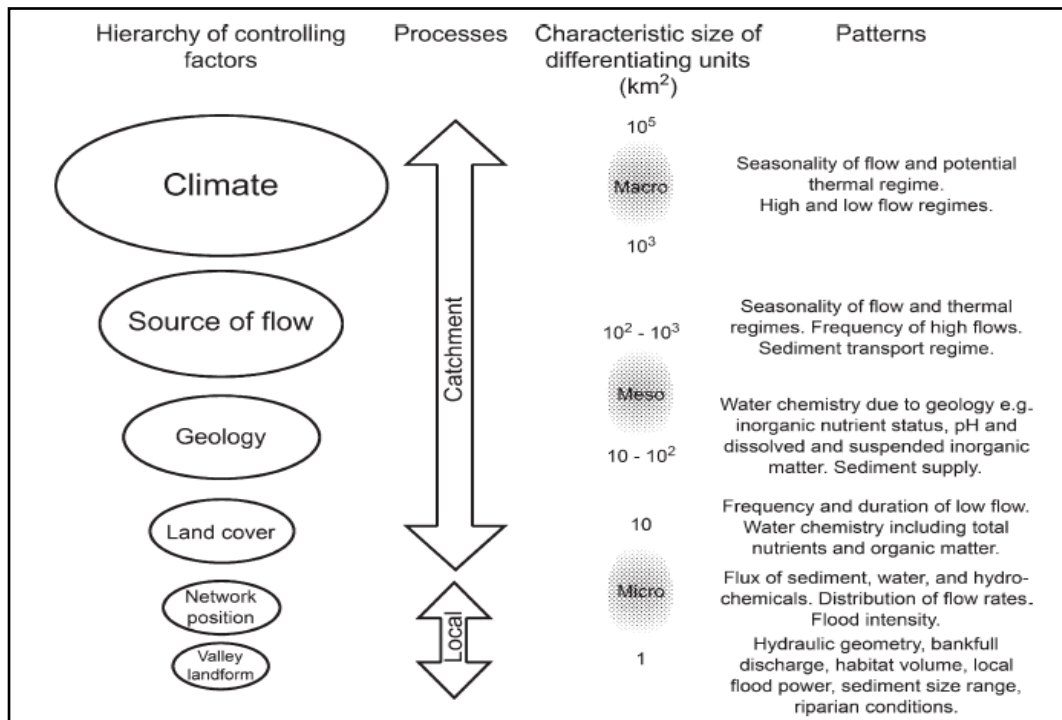 Hierarchy of controlling
factors
Processes
Characteristic size of
differentiating units
(km²)
Patterns
Climate
10⁵
Macro
10³
Seasonality of flow and potential
thermal regime.
High and low flow regimes.
Catchment
Source of flow
10² - 10³
Seasonality of flow and thermal
regimes. Frequency of high flows.
Sediment transport regime.
Meso
Geology
10 - 10²
Water chemistry due to geology e.g.
inorganic nutrient status, pH and
dissolved and suspended inorganic
matter. Sediment supply.
Land cover
10
Frequency and duration of low flow.
Water chemistry including total
nutrients and organic matter.
Network
position
Local
Micro
Flux of sediment, water, and hydro-
chemicals. Distribution of flow rates.
Flood intensity.
Valley
landform
1
Hydraulic geometry, bankfull
discharge, habitat volume, local
flood power, sediment size range,
riparian conditions.